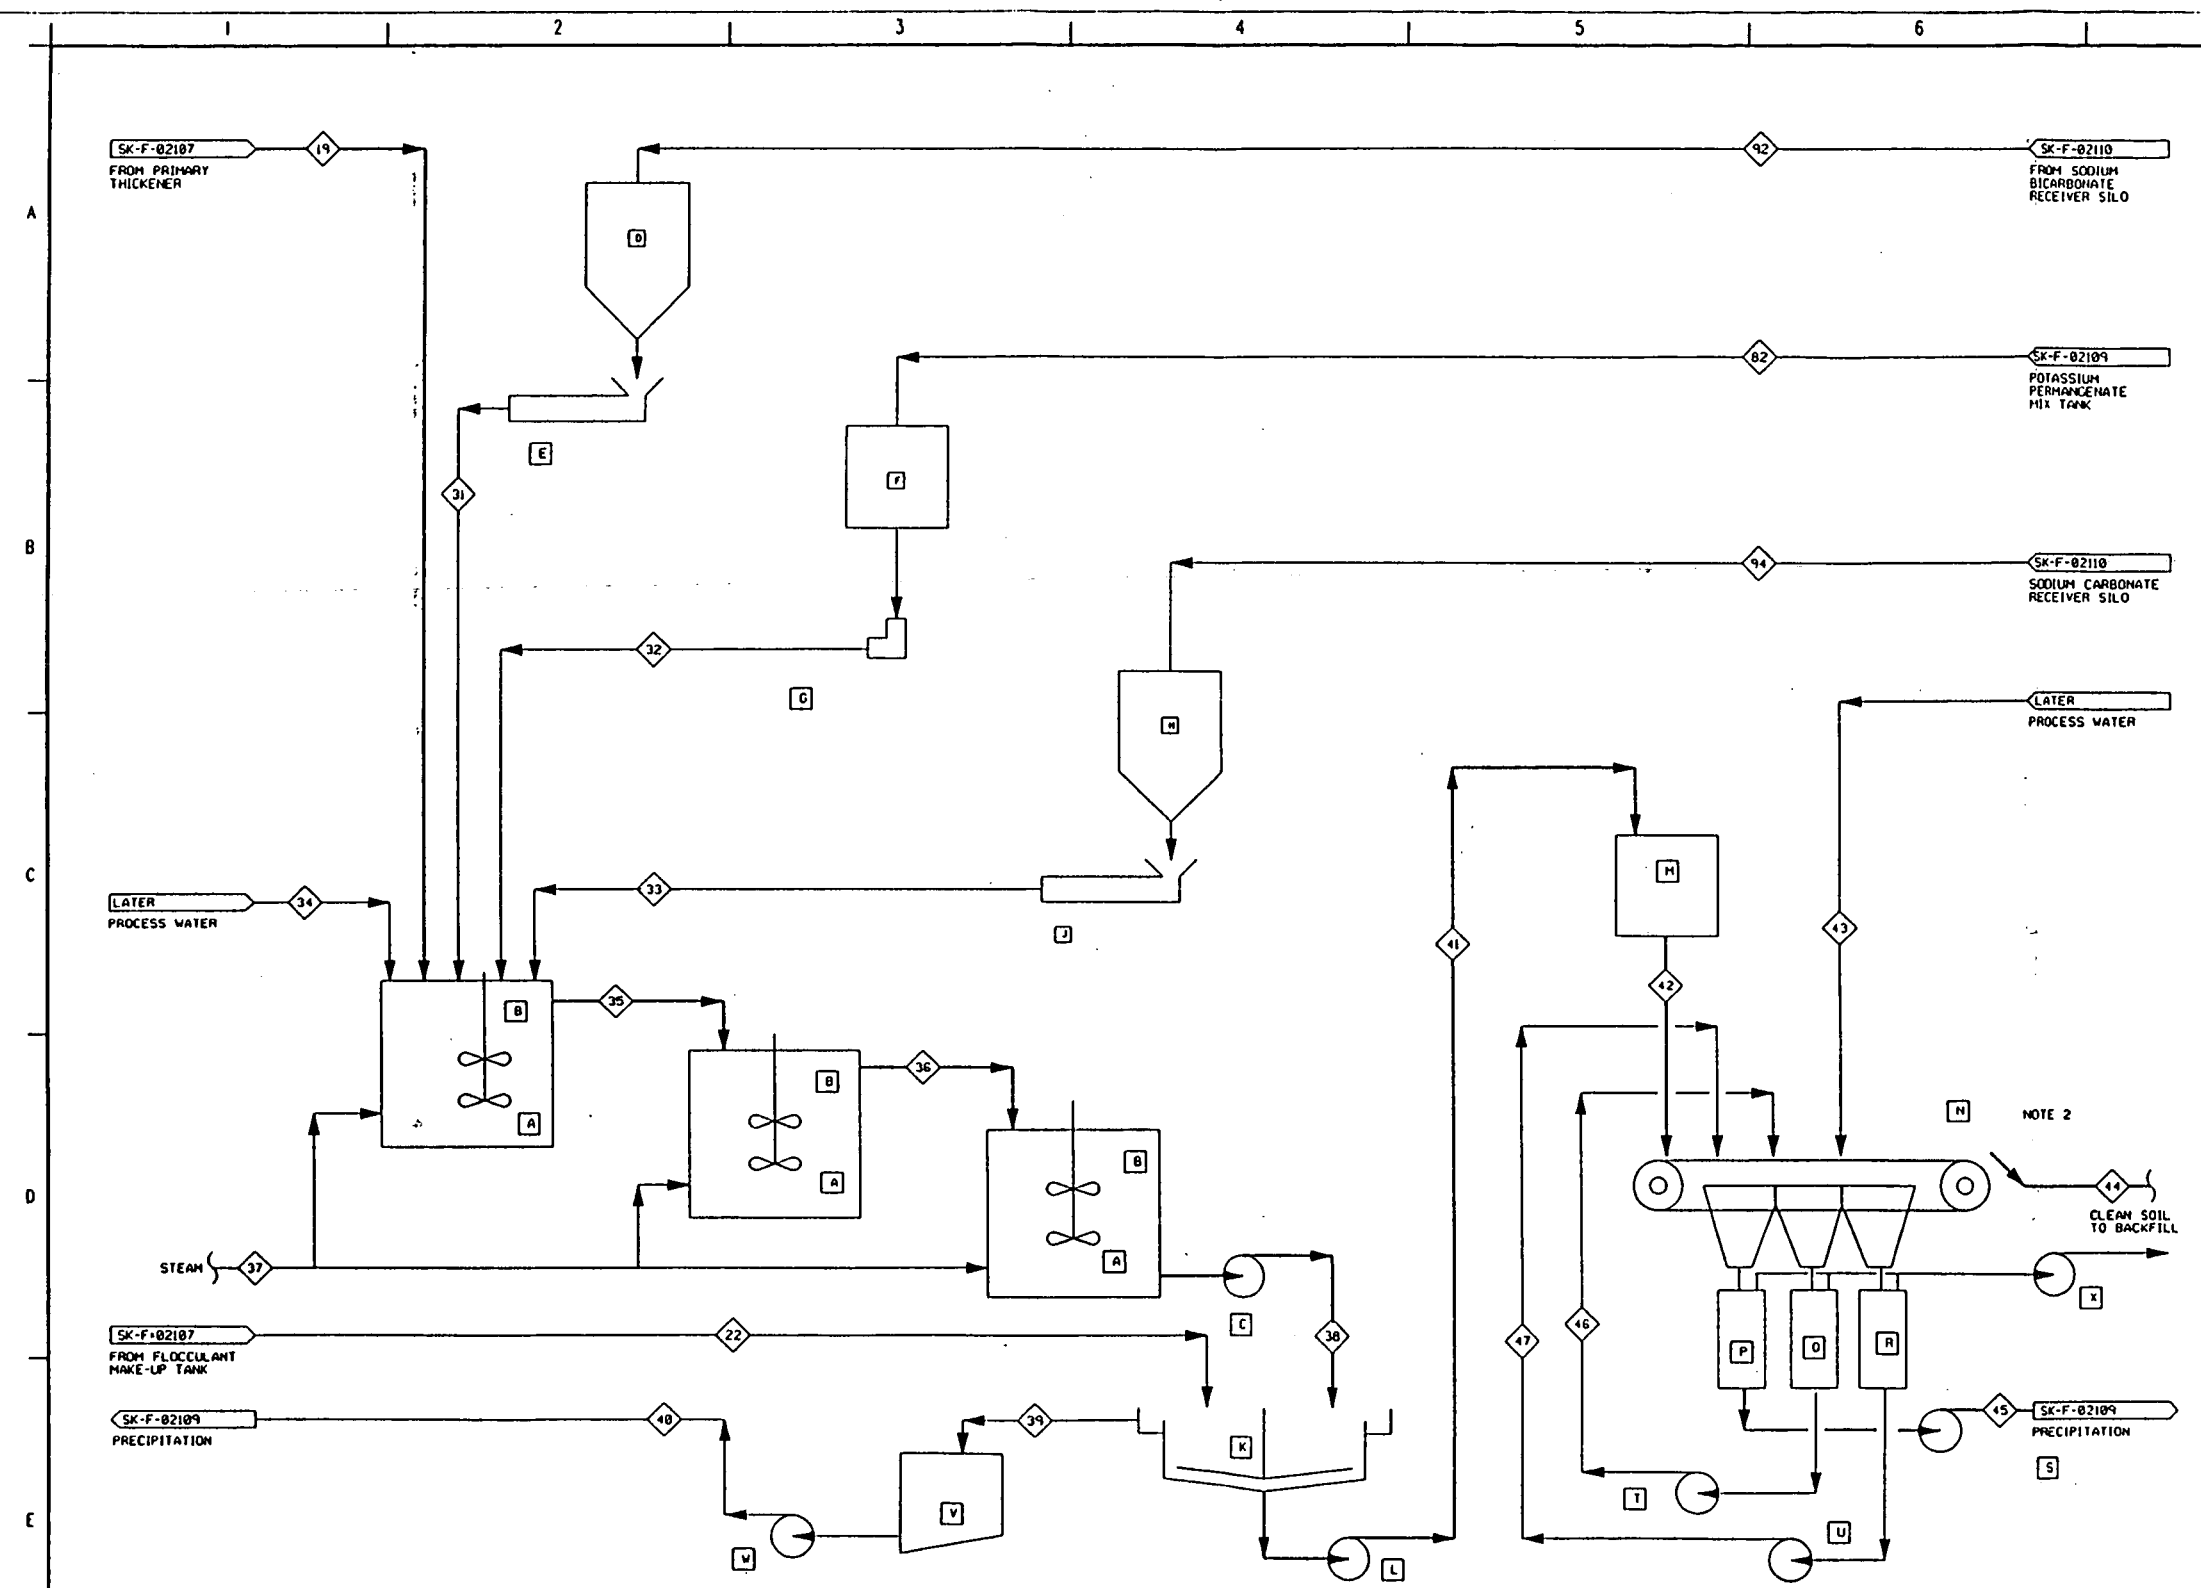 1 2 3 4 5 6
SK-F-02107
FROM PRIMARY
THICKENER
19
92
SK-F-02110
FROM SODIUM
BICARBONATE
RECEIVER SILO
A
D
82
SK-F-02109
POTASSIUM
PERMANGENATE
MIX TANK
E
F
31
B
94
SK-F-02110
SODIUM CARBONATE
RECEIVER SILO
32
G
H
LATER
PROCESS WATER
C
M
LATER
PROCESS WATER
34
33
J
41
43
42
B
35
B
36
A
N
NOTE 2
A
B
D
44
CLEAN SOIL
TO BACKFILL
STEAM
37
A
X
C
SK-F-02107
FROM FLOCCULANT
MAKE-UP TANK
22
38
47
46
P
Q
R
SK-F-02109
PRECIPITATION
40
39
K
45
SK-F-02109
PRECIPITATION
S
T
E
V
W
L
U